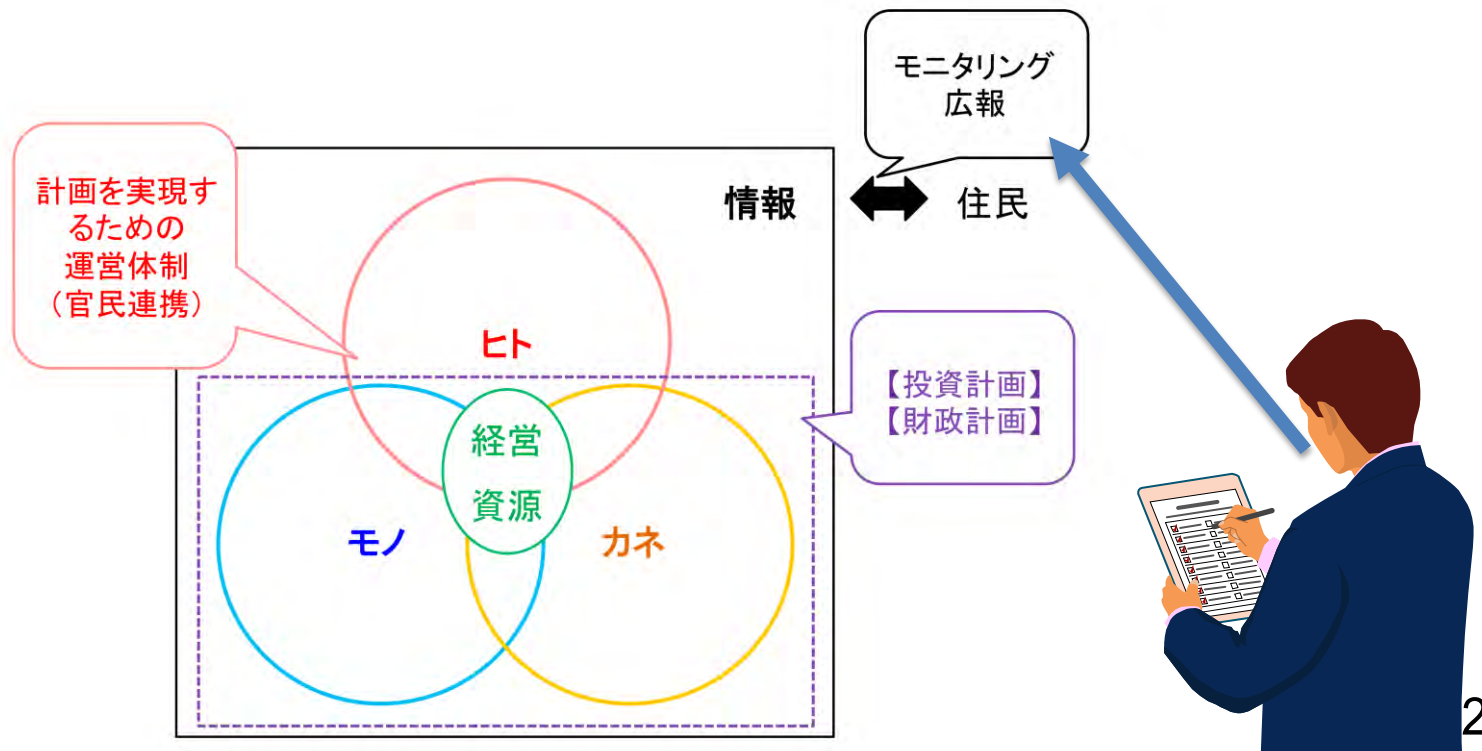 モニタリング
広報
計画を実現す
るための
運営体制
（官民連携）
情報
住民
ヒト
【投資計画】
【財政計画】
経営
資源
モノ
カネ
2